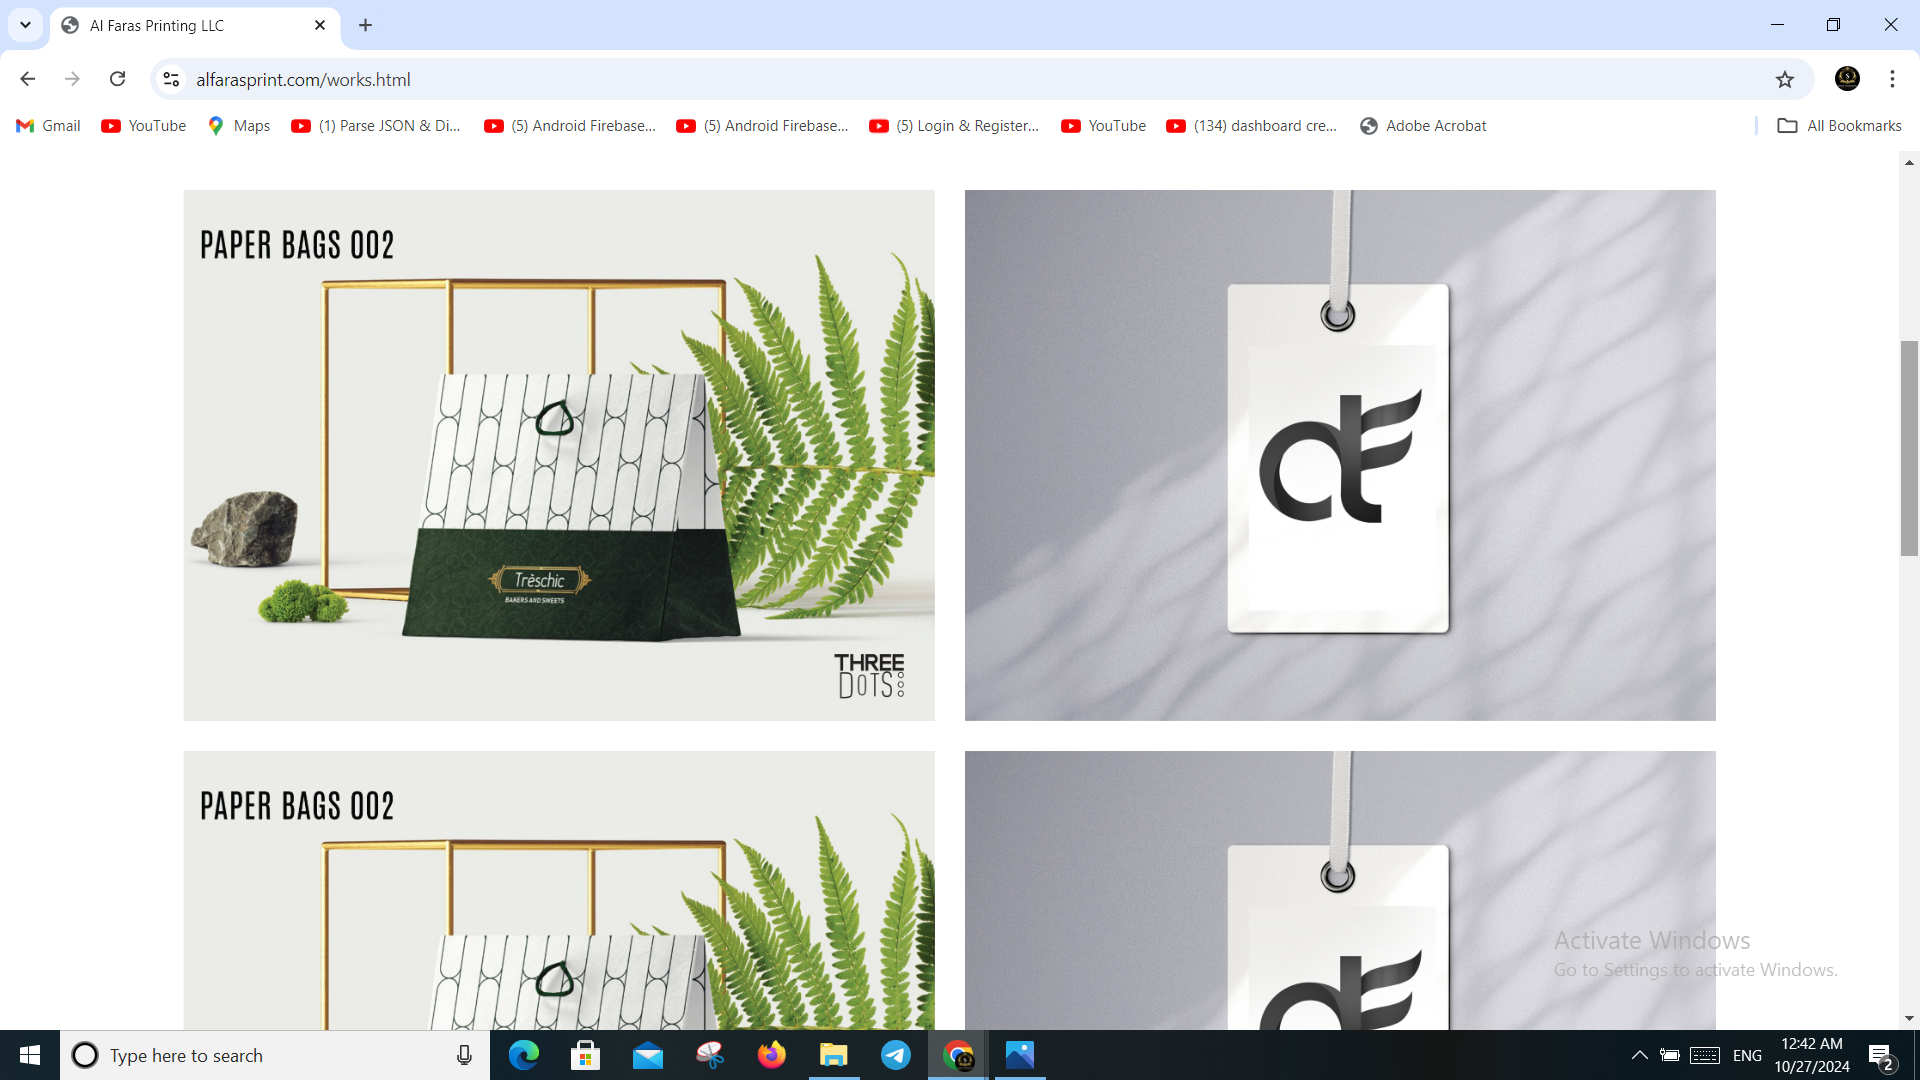 Al Faras Printing LLC
alfarasprint.com/works.html
Gmail
YouTube
Maps
(1) Parse JSON & Di...
(5) Android Firebase...
(5) Android Firebase...
(5) Login & Register...
YouTube
(134) dashboard cre...
Adobe Acrobat
All Bookmarks
PAPER BAGS 002
Trèschic
BAKERS AND SWEETS
THREE
DOTS
PAPER BAGS 002
Activate Windows
Go to Settings to activate Windows.
Type here to search
ENG
12:42 AM
10/27/2024
2